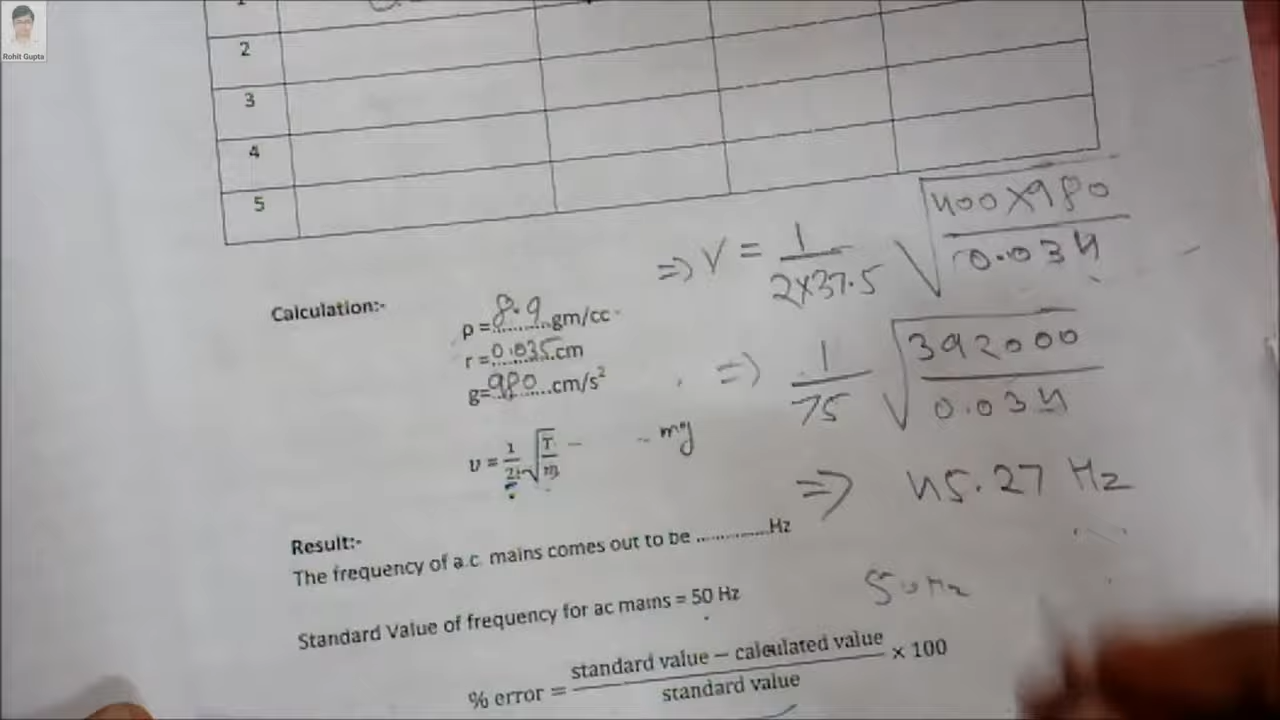 Rohit Gupta
1
2
3
4
5
⇒ V = 1/(2×37.5) √(400×980/0.034)
Calculation:-
ρ = 8.9 gm/cc
r = 0.035 cm
g= 980 cm/s²
⇒ 1/75 √(392000/0.034)
υ = 1/2l √(T/m) mg
⇒ 45.27 Hz
Result:-
The frequency of a.c. mains comes out to be ..............Hz
50 Hz
Standard Value of frequency for ac mains = 50 Hz
% error = (standard value − calculated value)/(standard value) × 100